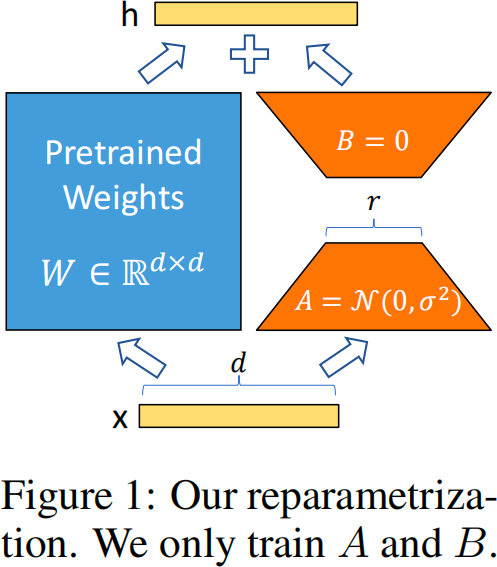 h
Pretrained
Weights
W ∈ ℝ^{d×d}
B = 0
r
A = 𝒩(0, σ²)
d
x
Figure 1: Our reparametriza-
tion. We only train A and B.